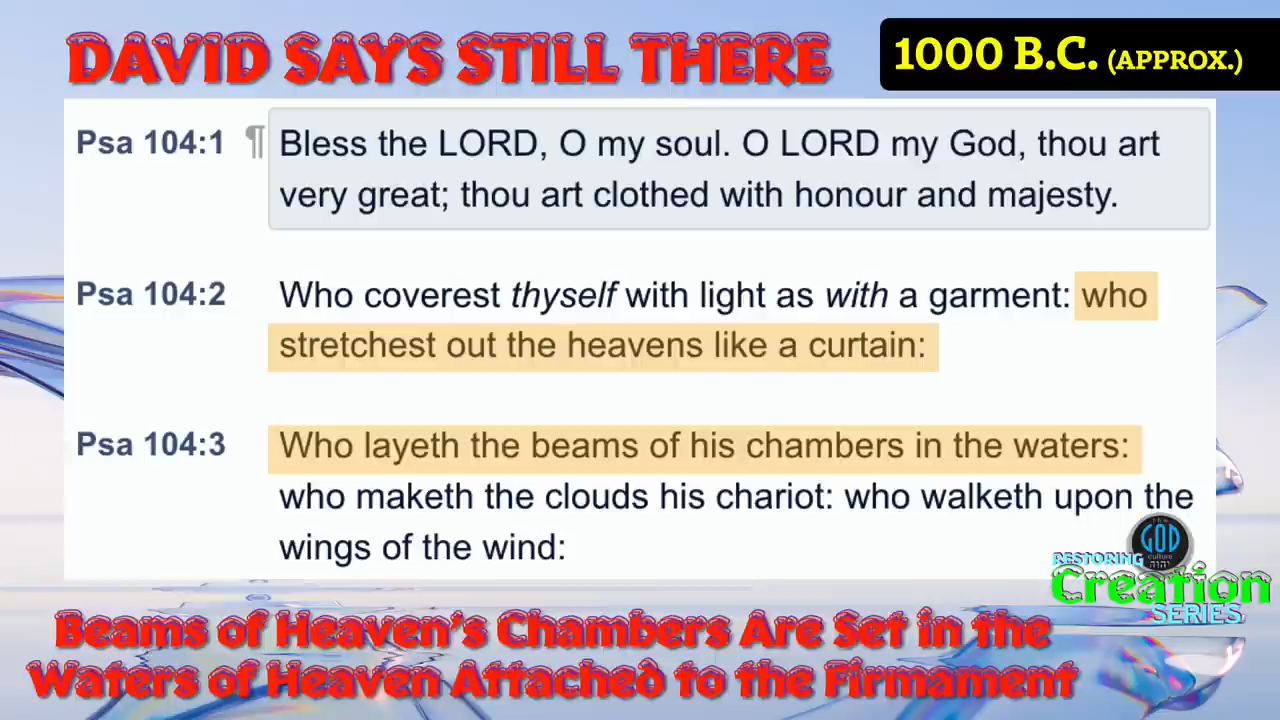 DAVID SAYS STILL THERE
1000 B.C. (APPROX.)
Psa 104:1 ¶ Bless the LORD, O my soul. O LORD my God, thou art
very great; thou art clothed with honour and majesty.
Psa 104:2 Who coverest thyself with light as with a garment: who
stretchest out the heavens like a curtain:
Psa 104:3 Who layeth the beams of his chambers in the waters:
who maketh the clouds his chariot: who walketh upon the
wings of the wind:
GOD
culture
יהוה
RESTORING
Creation
SERIES
Beams of Heaven's Chambers Are Set in the
Waters of Heaven Attached to the Firmament